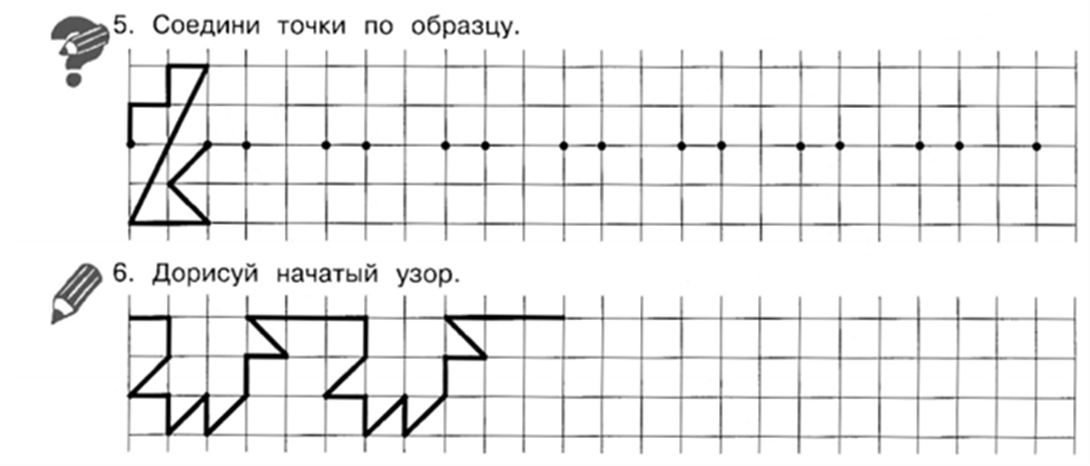 5. Соедини точки по образцу.
6. Дорисуй начатый узор.